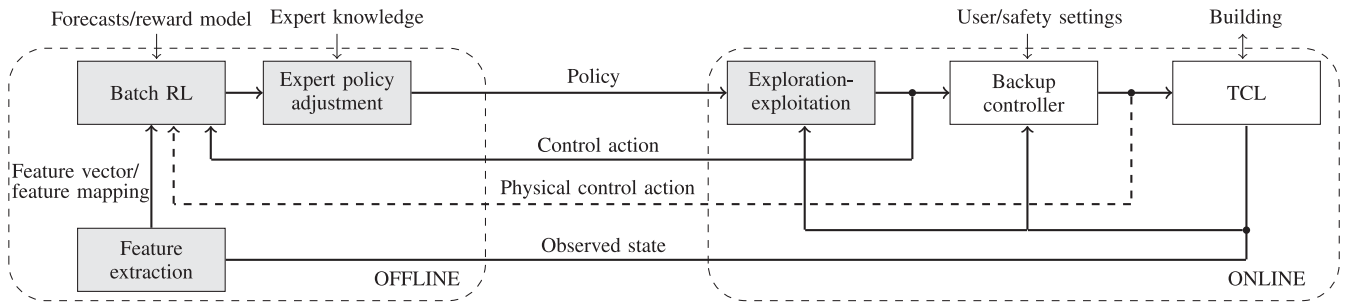 Forecasts/reward model
Expert knowledge
User/safety settings
Building
Batch RL
Expert policy
adjustment
Policy
Exploration-
exploitation
Backup
controller
TCL
Control action
Feature vector/
feature mapping
Physical control action
Feature
extraction
Observed state
OFFLINE
ONLINE